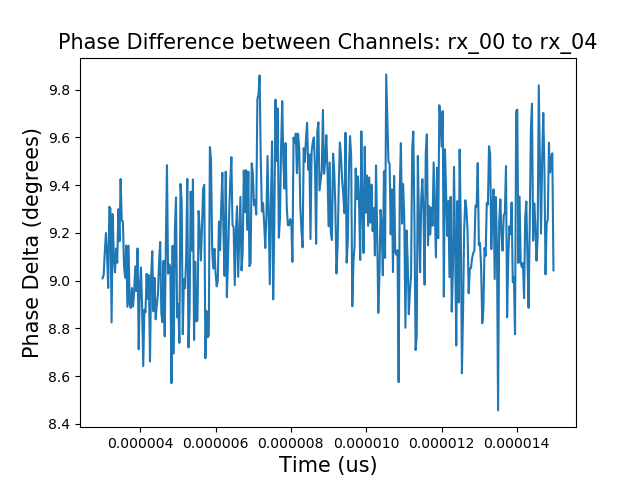 Phase Difference between Channels: rx_00 to rx_04
Phase Delta (degrees)
9.8
9.6
9.4
9.2
9.0
8.8
8.6
8.4
0.000004 0.000006 0.000008 0.000010 0.000012 0.000014
Time (us)